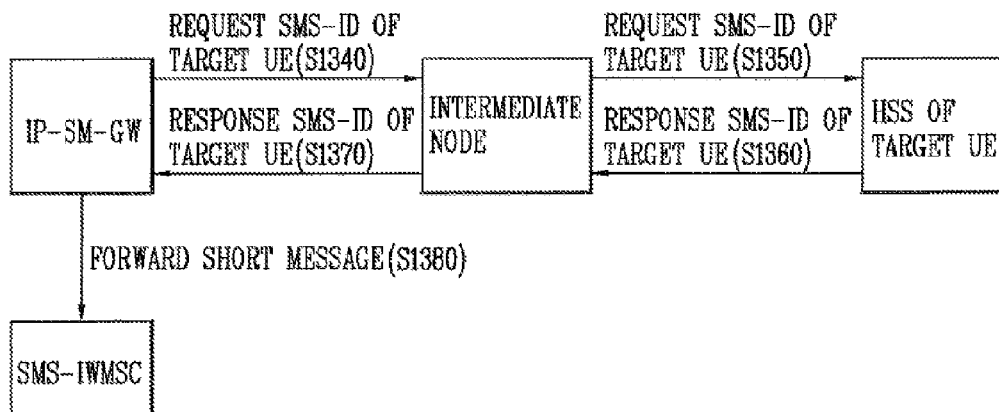 REQUEST SMS-ID OF
TARGET UE(S1340)
REQUEST SMS-ID OF
TARGET UE(S1350)
IP-SM-GW
INTERMEDIATE
NODE
HSS OF
TARGET UE
RESPONSE SMS-ID OF
TARGET UE(S1370)
RESPONSE SMS-ID OF
TARGET UE(S1360)
FORWARD SHORT MESSAGE(S1380)
SMS-IWMSC